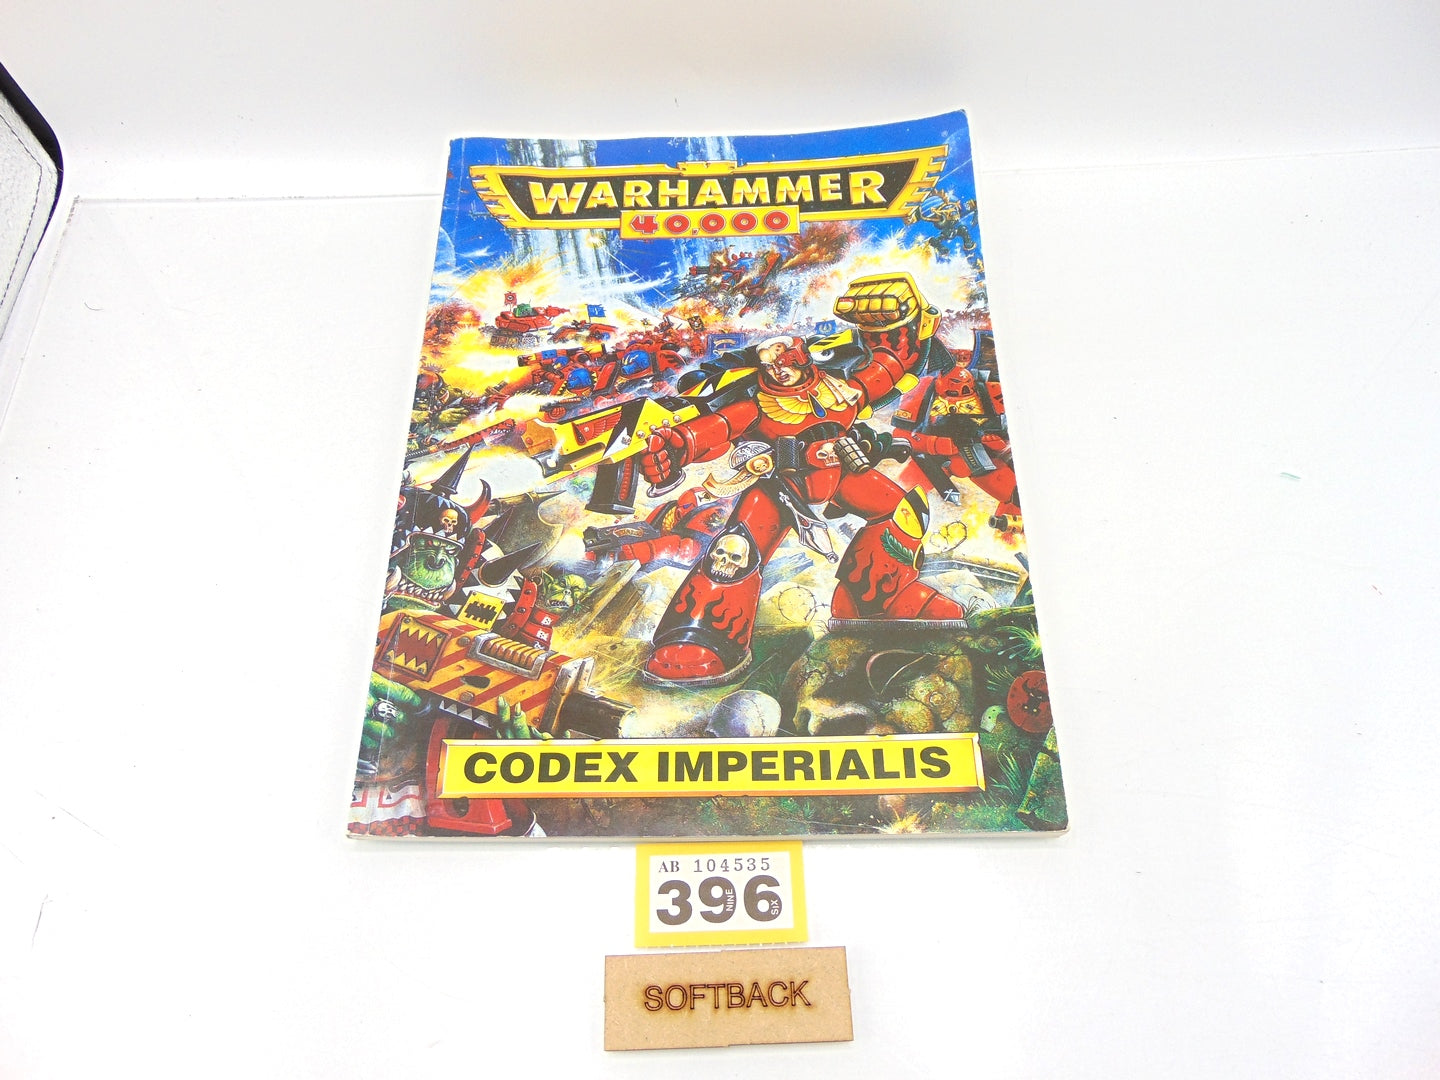 WARHAMMER
40,000
CODEX IMPERIALIS
AB 104535
396
NINE
SIX
SOFTBACK